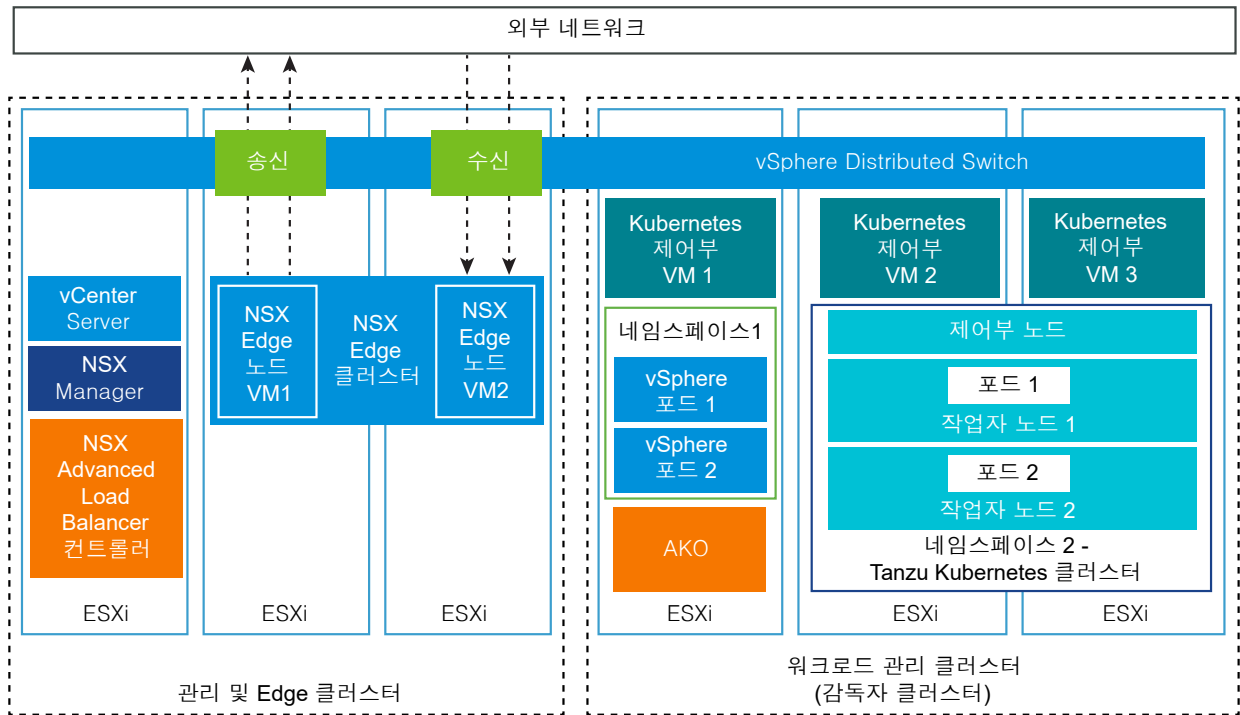 외부 네트워크
송신
수신
vSphere Distributed Switch
vCenter
Server
NSX
Manager
NSX
Advanced
Load
Balancer
컨트롤러
ESXi
NSX
Edge
노드
VM1
NSX
Edge
클러스터
NSX
Edge
노드
VM2
ESXi
ESXi
관리 및 Edge 클러스터
Kubernetes
제어부
VM 1
Kubernetes
제어부
VM 2
Kubernetes
제어부
VM 3
네임스페이스1
vSphere
포드 1
vSphere
포드 2
AKO
ESXi
제어부 노드
포드 1
작업자 노드 1
포드 2
작업자 노드 2
네임스페이스 2 -
Tanzu Kubernetes 클러스터
ESXi
ESXi
워크로드 관리 클러스터
(감독자 클러스터)